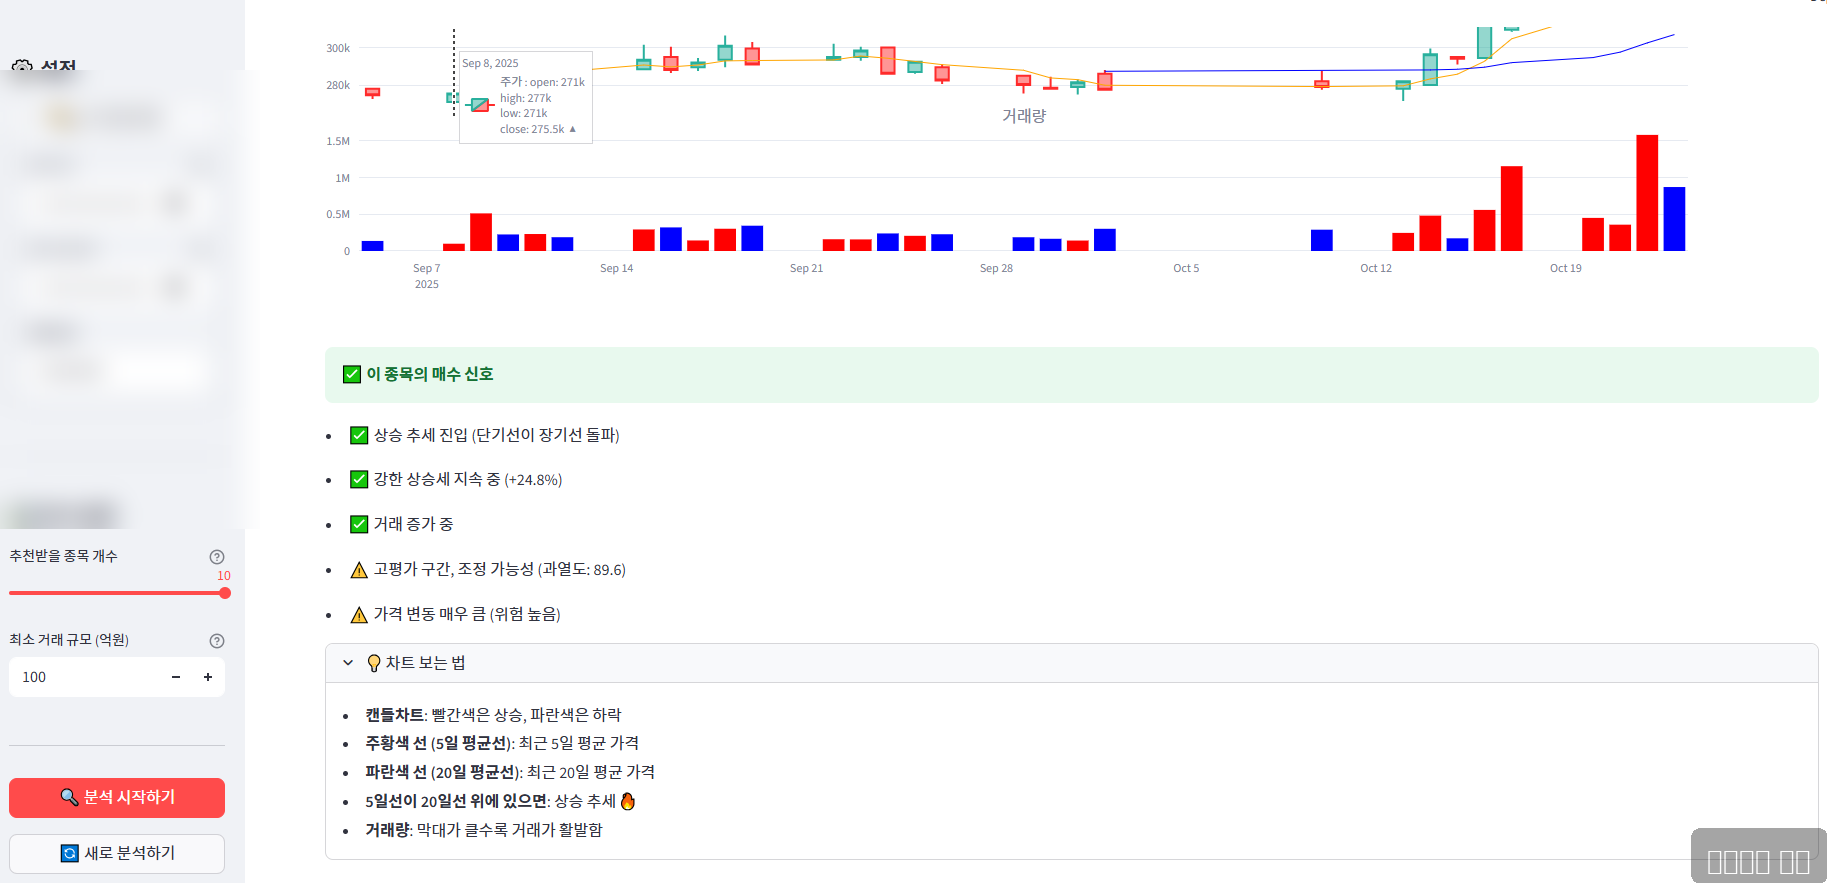 설정
추천받을 종목 개수
10
최소 거래 규모 (억원)
100
분석 시작하기
새로 분석하기
300k
280k
Sep 8, 2025
주가 : open: 271k
high: 277k
low: 271k
close: 275.5k ▲
거래량
1.5M
1M
0.5M
0
Sep 7
2025
Sep 14
Sep 21
Sep 28
Oct 5
Oct 12
Oct 19
이 종목의 매수 신호
상승 추세 진입 (단기선이 장기선 돌파)
강한 상승세 지속 중 (+24.8%)
거래 증가 중
고평가 구간, 조정 가능성 (과열도: 89.6)
가격 변동 매우 큼 (위험 높음)
차트 보는 법
캔들차트: 빨간색은 상승, 파란색은 하락
주황색 선 (5일 평균선): 최근 5일 평균 가격
파란색 선 (20일 평균선): 최근 20일 평균 가격
5일선이 20일선 위에 있으면: 상승 추세
거래량: 막대가 클수록 거래가 활발함